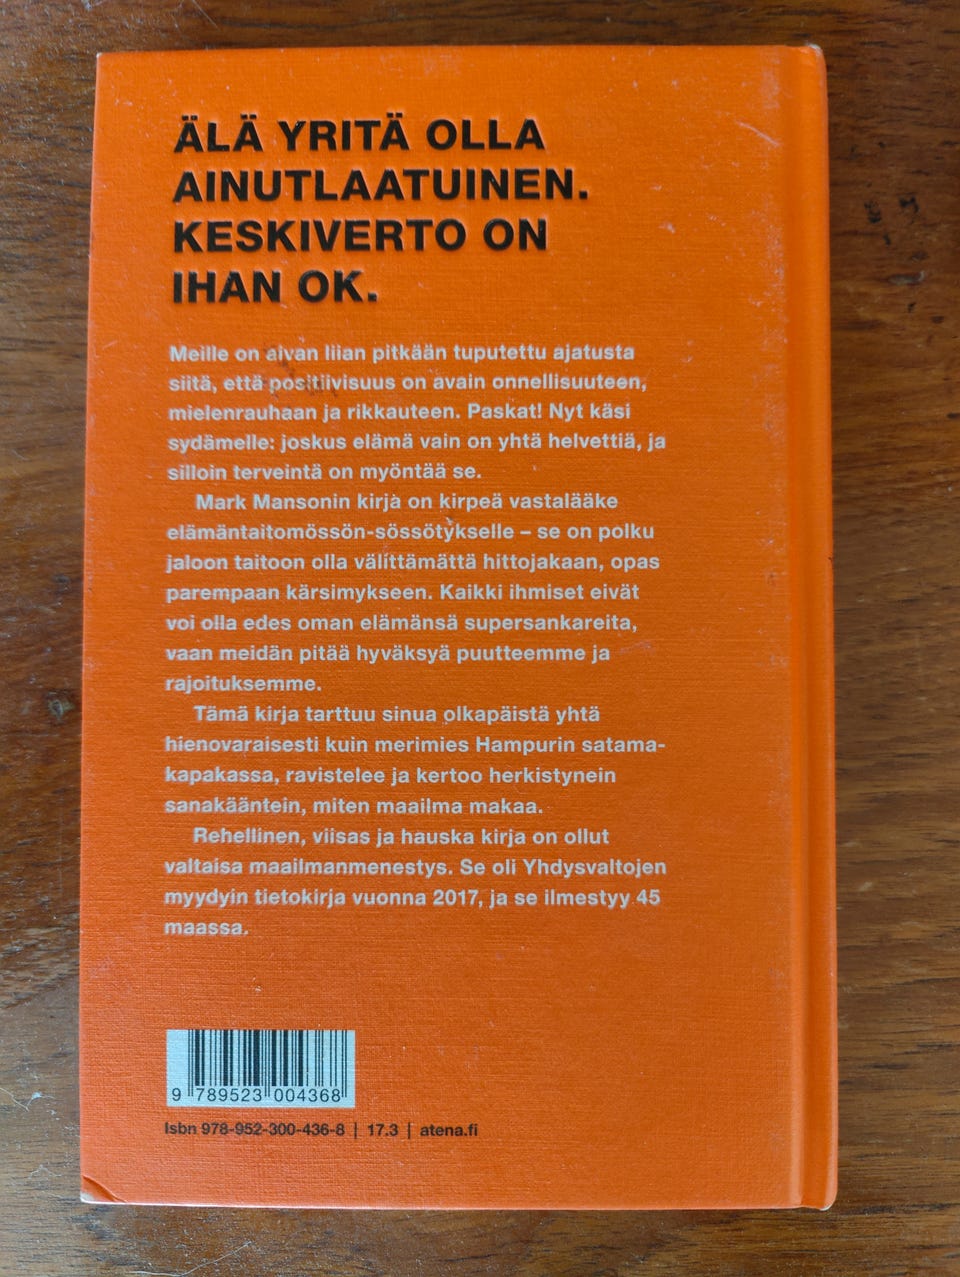 ÄLÄ YRITÄ OLLA
AINUTLAATUINEN.
KESKIVERTO ON
IHAN OK.
Meille on aivan liian pitkään tuputettu ajatusta
siitä, että positiivisuus on avain onnellisuuteen,
mielenrauhaan ja rikkauteen. Paskat! Nyt käsi
sydämelle: joskus elämä vain on yhtä helvettiä, ja
silloin terveintä on myöntää se.
Mark Mansonin kirja on kirpeä vastalääke
elämäntaitomössön-sössötykselle – se on polku
jaloon taitoon olla välittämättä hittojakaan, opas
parempaan kärsimykseen. Kaikki ihmiset eivät
voi olla edes oman elämänsä supersankareita,
vaan meidän pitää hyväksyä puutteemme ja
rajoituksemme.
Tämä kirja tarttuu sinua olkapäistä yhtä
hienovaraisesti kuin merimies Hampurin satama-
kapakassa, ravistelee ja kertoo herkistynein
sanakääntein, miten maailma makaa.
Rehellinen, viisas ja hauska kirja on ollut
valtaisa maailmanmenestys. Se oli Yhdysvaltojen
myydyin tietokirja vuonna 2017, ja se ilmestyy 45
maassa.
9 789523 004368
Isbn 978-952-300-436-8 | 17.3 | atena.fi